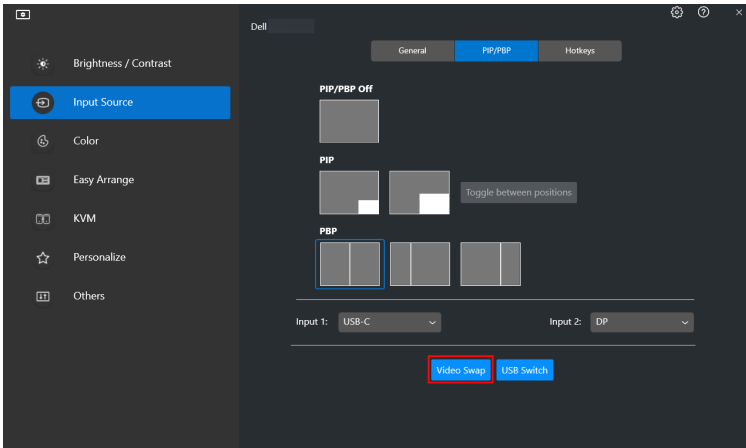 Dell
General PIP/PBP Hotkeys
Brightness / Contrast
Input Source
Color
Easy Arrange
KVM
Personalize
Others
PIP/PBP Off
PIP
Toggle between positions
PBP
Input 1: USB-C Input 2: DP
Video Swap USB Switch